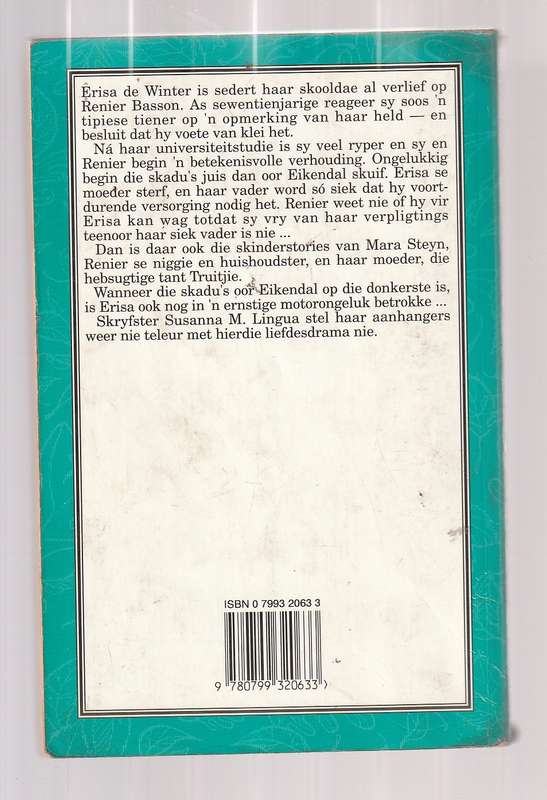 Erisa de Winter is sedert haar skooldae al verlief op
Renier Basson. As sewentienjarige reageer sy soos 'n
tipiese tiener op 'n opmerking van haar held — en
besluit dat hy voete van klei het.
Ná haar universiteitstudie is sy veel ryper en sy en
Renier begin 'n betekenisvolle verhouding. Ongelukkig
begin die skadu's juis dan oor Eikendal skuif. Erisa se
moeder sterf, en haar vader word só siek dat hy voort-
durende versorging nodig het. Renier weet nie of hy vir
Erisa kan wag totdat sy vry van haar verpligtings
teenoor haar siek vader is nie ...
Dan is daar ook die skinderstories van Mara Steyn,
Renier se niggie en huishoudster, en haar moeder, die
hebsugtige tant Truitjie.
Wanneer die skadu's oor Eikendal op die donkerste is,
is Erisa ook nog in 'n ernstige motorongeluk betrokke ...
Skryfster Susanna M. Lingua stel haar aanhangers
weer nie teleur met hierdie liefdesdrama nie.
ISBN 0 7993 2063 3
9 780799 320633 〉